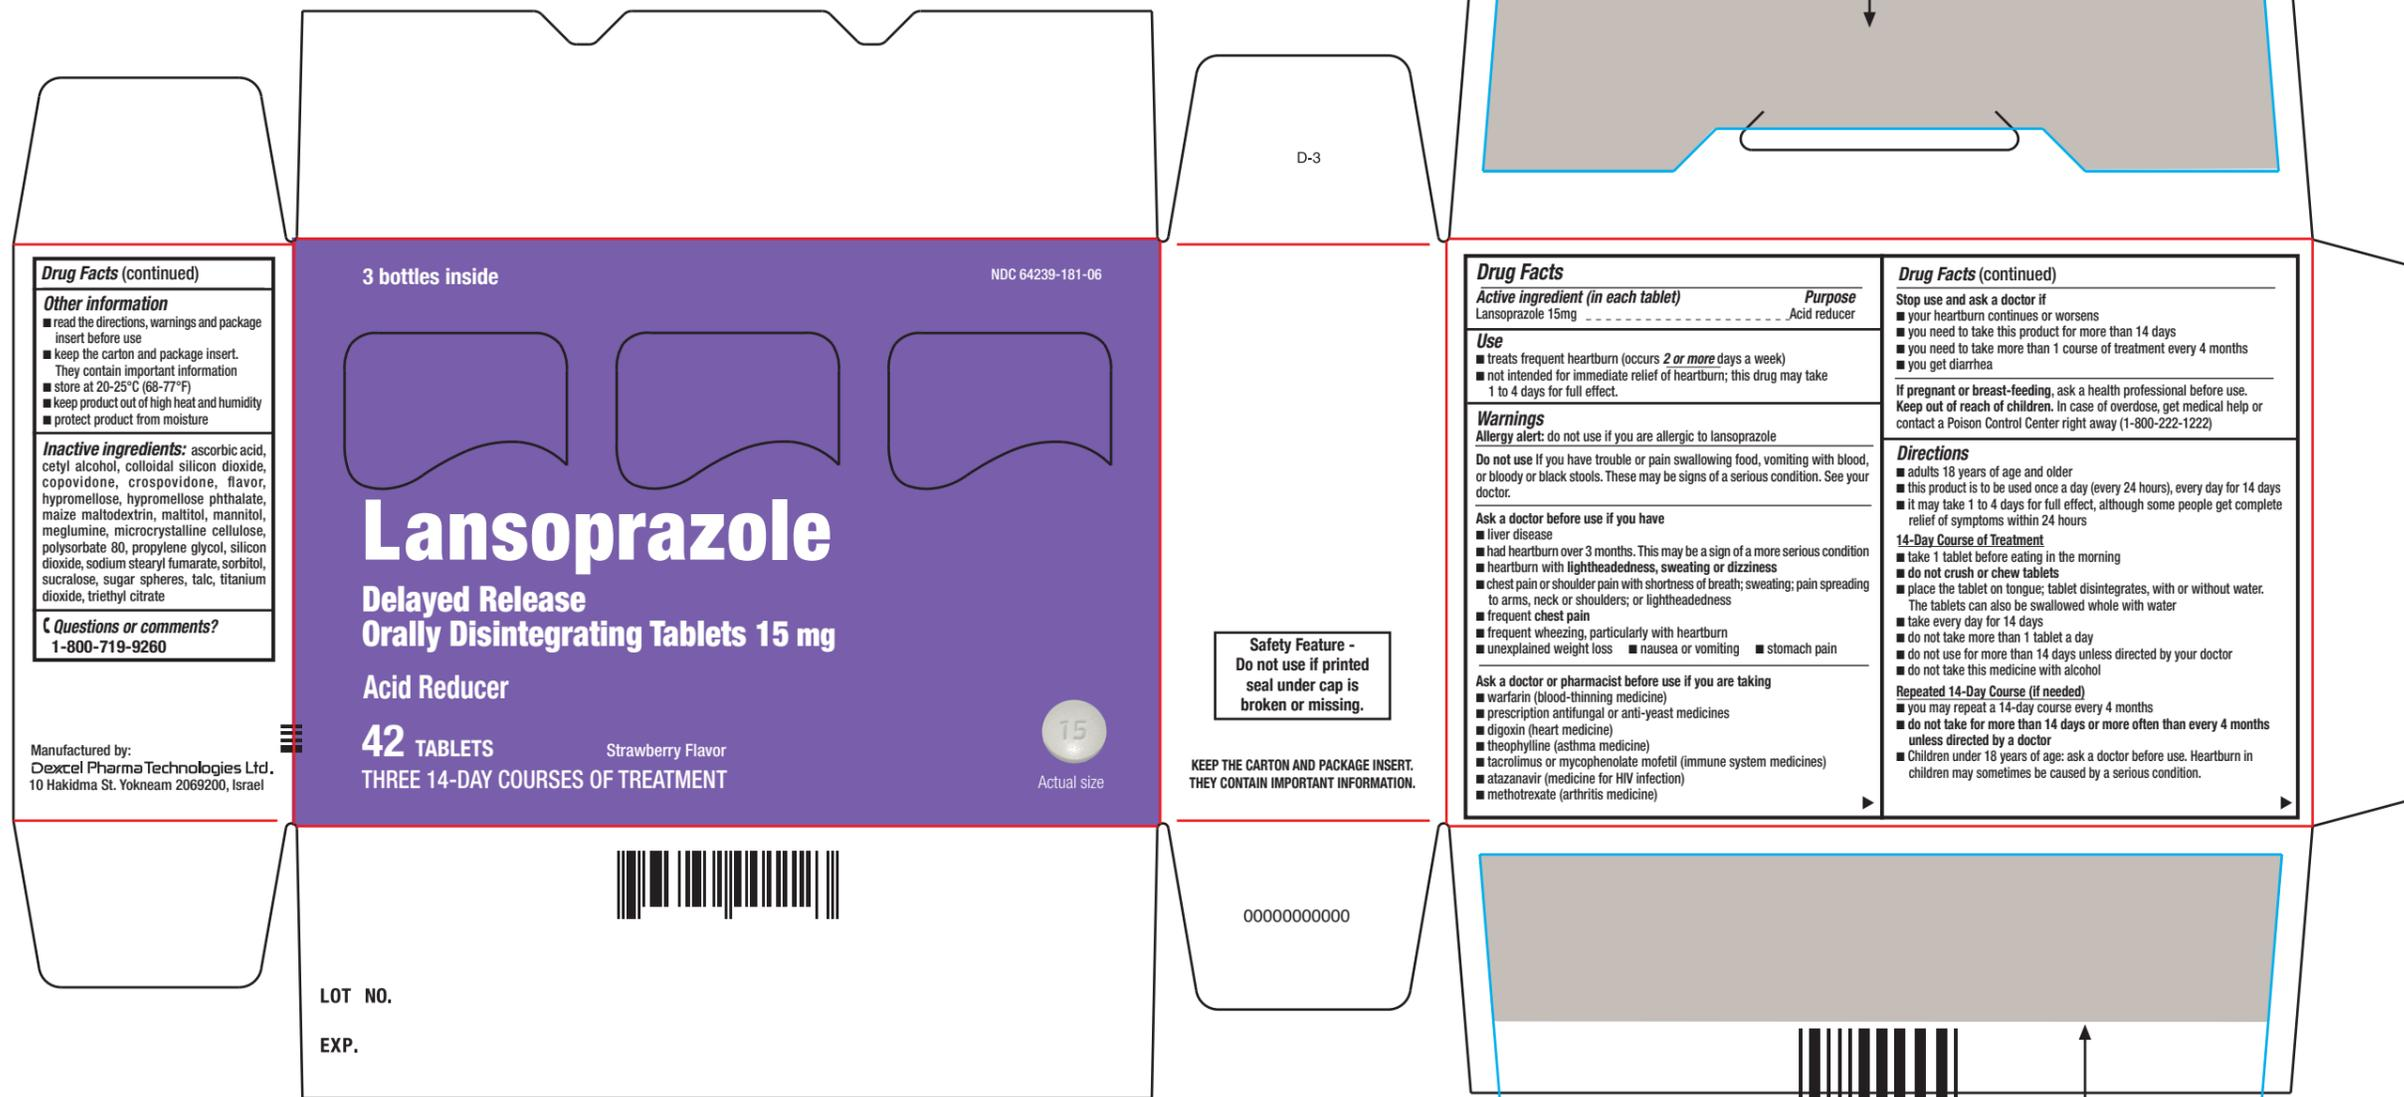 Drug Facts (continued)
Other information
■ read the directions, warnings and package
insert before use
■ keep the carton and package insert.
They contain important information
■ store at 20-25°C (68-77°F)
■ keep product out of high heat and humidity
■ protect product from moisture
Inactive ingredients: ascorbic acid,
cetyl alcohol, colloidal silicon dioxide,
copovidone, crospovidone, flavor,
hypromellose, hypromellose phthalate,
maize maltodextrin, maltitol, mannitol,
meglumine, microcrystalline cellulose,
polysorbate 80, propylene glycol, silicon
dioxide, sodium stearyl fumarate, sorbitol,
sucralose, sugar spheres, talc, titanium
dioxide, triethyl citrate
Questions or comments?
1-800-719-9260
Manufactured by:
Dexcel Pharma Technologies Ltd.
10 Hakidma St. Yokneam 2069200, Israel
3 bottles inside
NDC 64239-181-06
Lansoprazole
Delayed Release
Orally Disintegrating Tablets 15 mg
Acid Reducer
42 TABLETS
Strawberry Flavor
THREE 14-DAY COURSES OF TREATMENT
15
Actual size
LOT NO.
EXP.
D-3
Safety Feature -
Do not use if printed
seal under cap is
broken or missing.
KEEP THE CARTON AND PACKAGE INSERT.
THEY CONTAIN IMPORTANT INFORMATION.
00000000000
Drug Facts
Active ingredient (in each tablet) Purpose
Lansoprazole 15mg Acid reducer
Use
■ treats frequent heartburn (occurs 2 or more days a week)
■ not intended for immediate relief of heartburn; this drug may take
1 to 4 days for full effect.
Warnings
Allergy alert: do not use if you are allergic to lansoprazole
Do not use If you have trouble or pain swallowing food, vomiting with blood,
or bloody or black stools. These may be signs of a serious condition. See your
doctor.
Ask a doctor before use if you have
■ liver disease
■ had heartburn over 3 months. This may be a sign of a more serious condition
■ heartburn with lightheadedness, sweating or dizziness
■ chest pain or shoulder pain with shortness of breath; sweating; pain spreading
to arms, neck or shoulders; or lightheadedness
■ frequent chest pain
■ frequent wheezing, particularly with heartburn
■ unexplained weight loss ■ nausea or vomiting ■ stomach pain
Ask a doctor or pharmacist before use if you are taking
■ warfarin (blood-thinning medicine)
■ prescription antifungal or anti-yeast medicines
■ digoxin (heart medicine)
■ theophylline (asthma medicine)
■ tacrolimus or mycophenolate mofetil (immune system medicines)
■ atazanavir (medicine for HIV infection)
■ methotrexate (arthritis medicine)
Drug Facts (continued)
Stop use and ask a doctor if
■ your heartburn continues or worsens
■ you need to take this product for more than 14 days
■ you need to take more than 1 course of treatment every 4 months
■ you get diarrhea
If pregnant or breast-feeding, ask a health professional before use.
Keep out of reach of children. In case of overdose, get medical help or
contact a Poison Control Center right away (1-800-222-1222)
Directions
■ adults 18 years of age and older
■ this product is to be used once a day (every 24 hours), every day for 14 days
■ it may take 1 to 4 days for full effect, although some people get complete
relief of symptoms within 24 hours
14-Day Course of Treatment
■ take 1 tablet before eating in the morning
■ do not crush or chew tablets
■ place the tablet on tongue; tablet disintegrates, with or without water.
The tablets can also be swallowed whole with water
■ take every day for 14 days
■ do not take more than 1 tablet a day
■ do not use for more than 14 days unless directed by your doctor
■ do not take this medicine with alcohol
Repeated 14-Day Course (if needed)
■ you may repeat a 14-day course every 4 months
■ do not take for more than 14 days or more often than every 4 months
unless directed by a doctor
■ Children under 18 years of age: ask a doctor before use. Heartburn in
children may sometimes be caused by a serious condition.